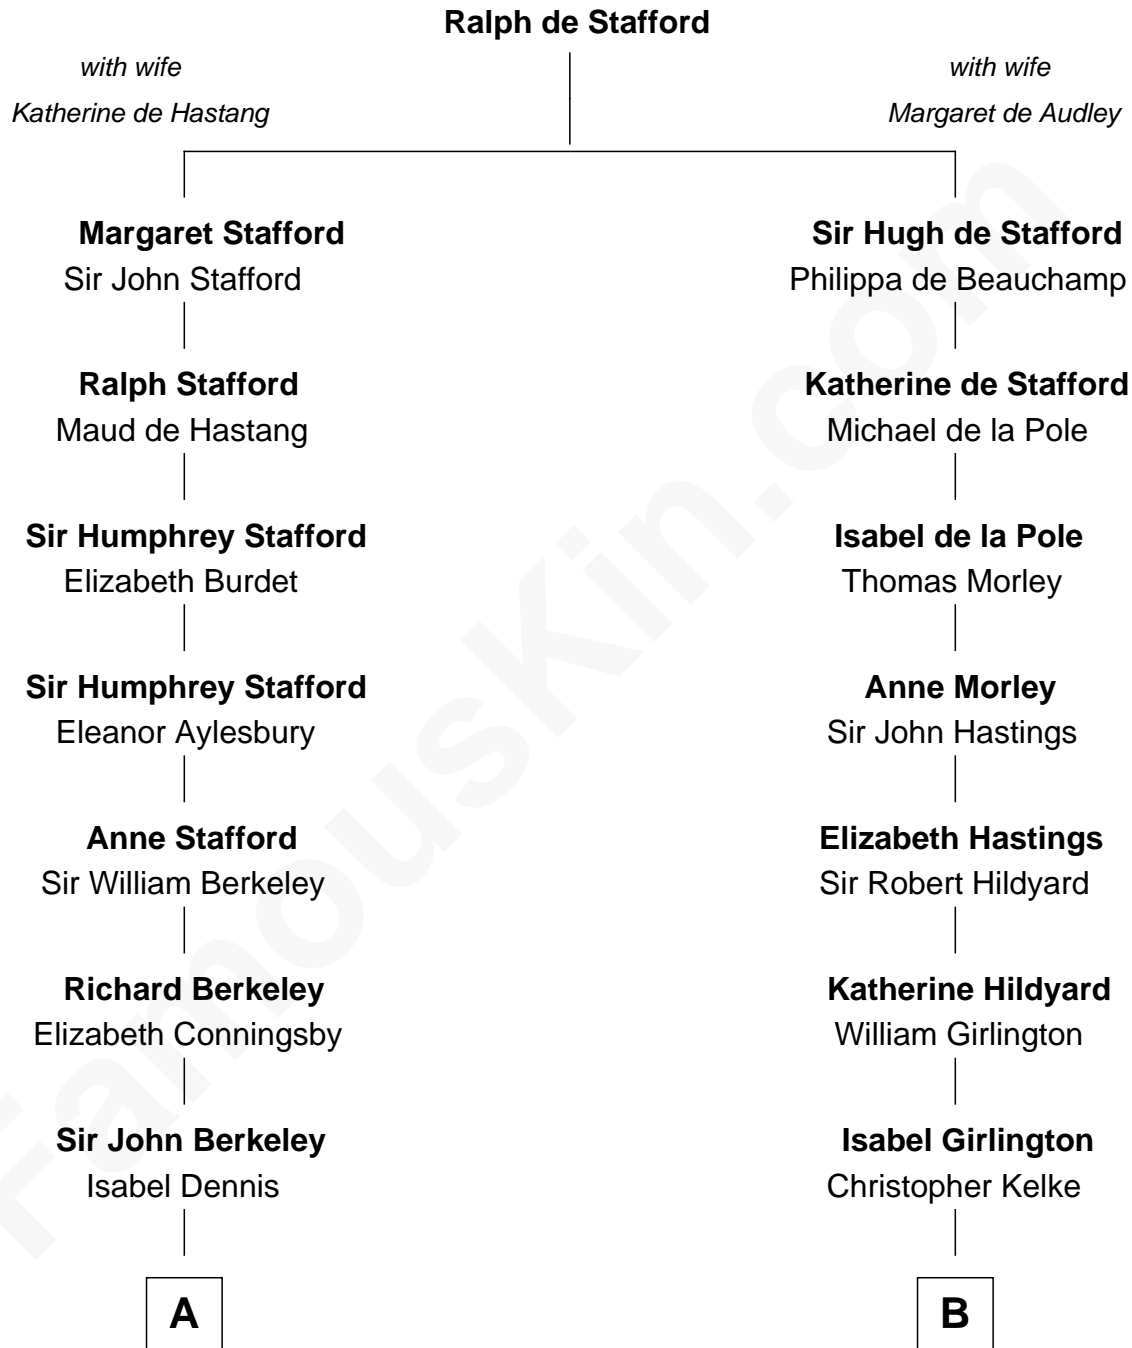 Ralph de Stafford
with wife
Katherine de Hastang
with wife
Margaret de Audley
Margaret Stafford
Sir John Stafford
Sir Hugh de Stafford
Philippa de Beauchamp
Ralph Stafford
Maud de Hastang
Katherine de Stafford
Michael de la Pole
Sir Humphrey Stafford
Elizabeth Burdet
Isabel de la Pole
Thomas Morley
Sir Humphrey Stafford
Eleanor Aylesbury
Anne Morley
Sir John Hastings
Anne Stafford
Sir William Berkeley
Elizabeth Hastings
Sir Robert Hildyard
Richard Berkeley
Elizabeth Conningsby
Katherine Hildyard
William Girlington
Sir John Berkeley
Isabel Dennis
Isabel Girlington
Christopher Kelke
A
B
FamousKin.com